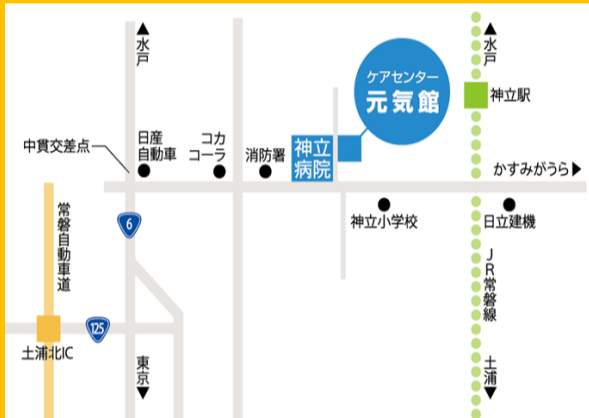 水戸
水戸
ケアセンター
元気館
神立駅
中貫交差点
日産
自動車
コカ
コーラ
消防署
神立
病院
かすみがうら
常磐自動車道
6
神立小学校
日立建機
JR常磐線
125
土浦北IC
東京
土浦